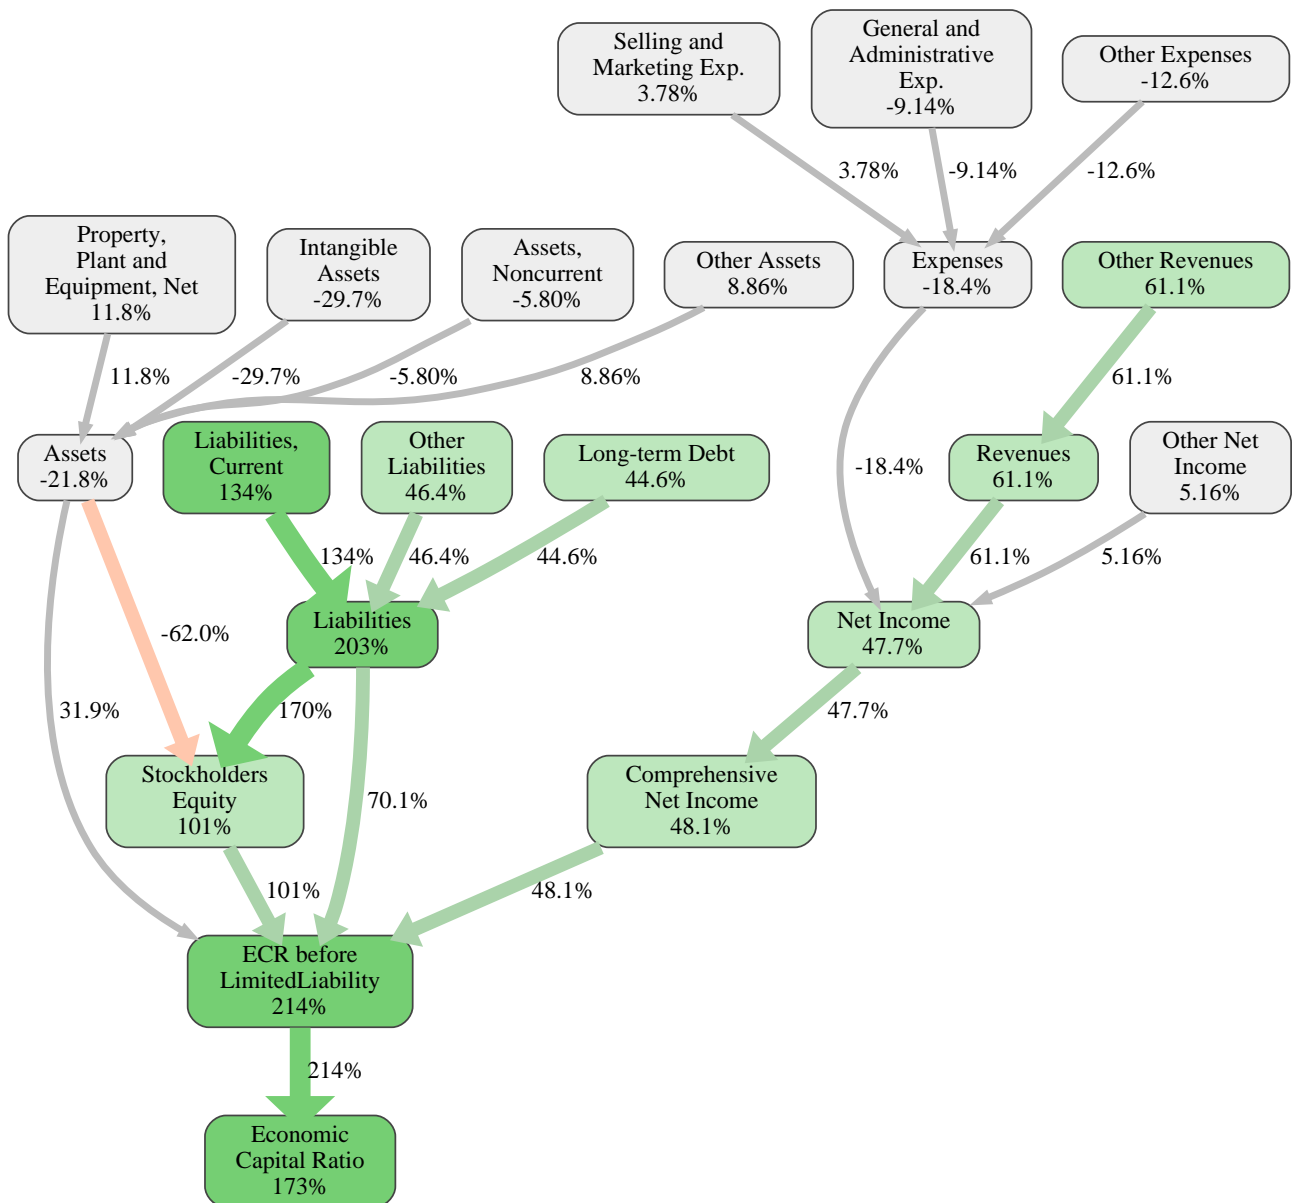 Selling and
Marketing Exp.
3.78%
General and
Administrative
Exp.
-9.14%
Other Expenses
-12.6%
3.78%
-9.14%
-12.6%
Property,
Plant and
Equipment, Net
11.8%
Intangible
Assets
-29.7%
Assets,
Noncurrent
-5.80%
Other Assets
8.86%
Expenses
-18.4%
Other Revenues
61.1%
11.8%
-29.7%
-5.80%
8.86%
61.1%
Assets
-21.8%
Liabilities,
Current
134%
Other
Liabilities
46.4%
Long-term Debt
44.6%
-18.4%
Revenues
61.1%
Other Net
Income
5.16%
134%
46.4%
44.6%
61.1%
5.16%
-62.0%
Liabilities
203%
Net Income
47.7%
31.9%
170%
47.7%
Stockholders
Equity
101%
70.1%
Comprehensive
Net Income
48.1%
101%
48.1%
ECR before
LimitedLiability
214%
214%
Economic
Capital Ratio
173%